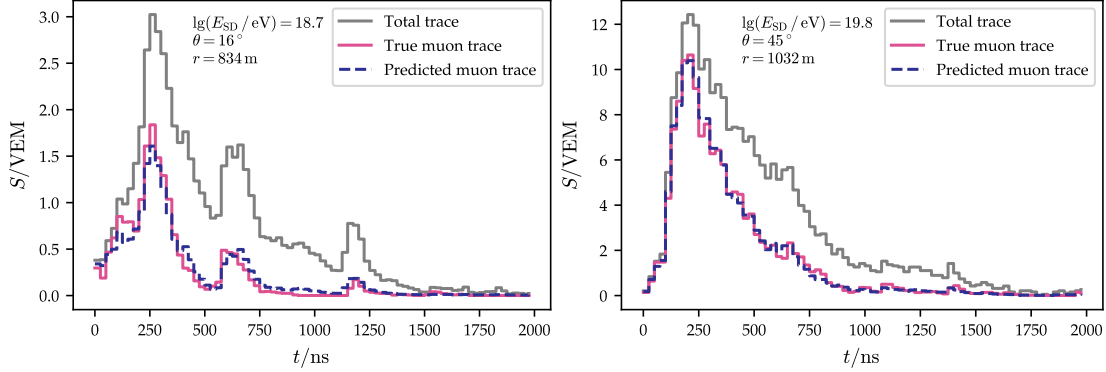 lg(E_SD / eV) = 18.7
θ = 16°
r = 834 m
Total trace
True muon trace
Predicted muon trace
3.0
2.5
2.0
1.5
1.0
0.5
0.0
S/VEM
0 250 500 750 1000 1250 1500 1750 2000
t/ns
lg(E_SD / eV) = 19.8
θ = 45°
r = 1032 m
Total trace
True muon trace
Predicted muon trace
12
10
8
6
4
2
0
S/VEM
0 250 500 750 1000 1250 1500 1750 2000
t/ns